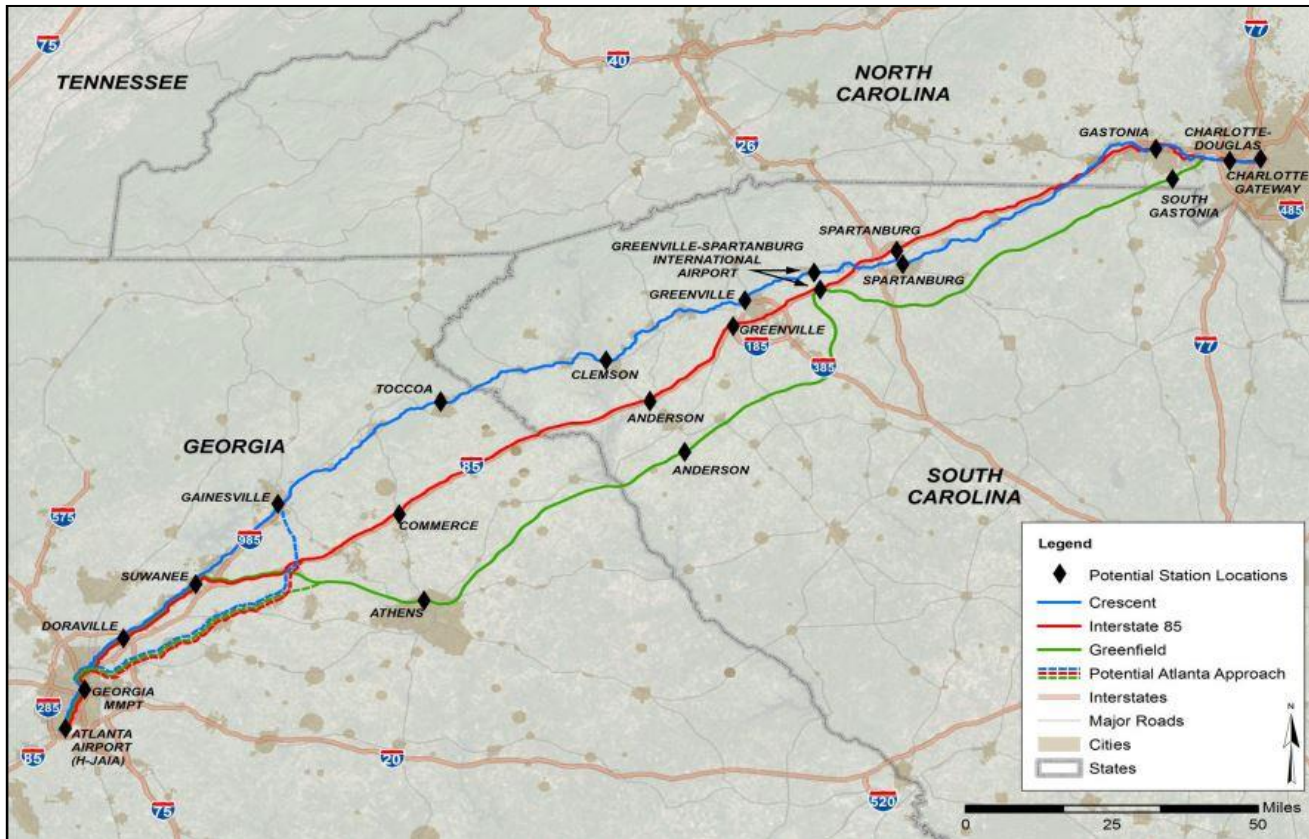 75
TENNESSEE
40
NORTH
CAROLINA
77
26
GASTONIA
CHARLOTTE-
DOUGLAS
CHARLOTTE
GATEWAY
SOUTH
GASTONIA
485
SPARTANBURG
GREENVILLE-SPARTANBURG
INTERNATIONAL
AIRPORT
SPARTANBURG
GREENVILLE
GREENVILLE
185
77
385
CLEMSON
TOCCOA
ANDERSON
GEORGIA
85
ANDERSON
SOUTH
CAROLINA
GAINESVILLE
575
985
COMMERCE
SUWANEE
ATHENS
DORAVILLE
GEORGIA
MMPT
285
ATLANTA
AIRPORT
(H-JAIA)
85
20
75
520
Legend
Potential Station Locations
Crescent
Interstate 85
Greenfield
Potential Atlanta Approach
Interstates
Major Roads
Cities
States
N
Miles
0 25 50